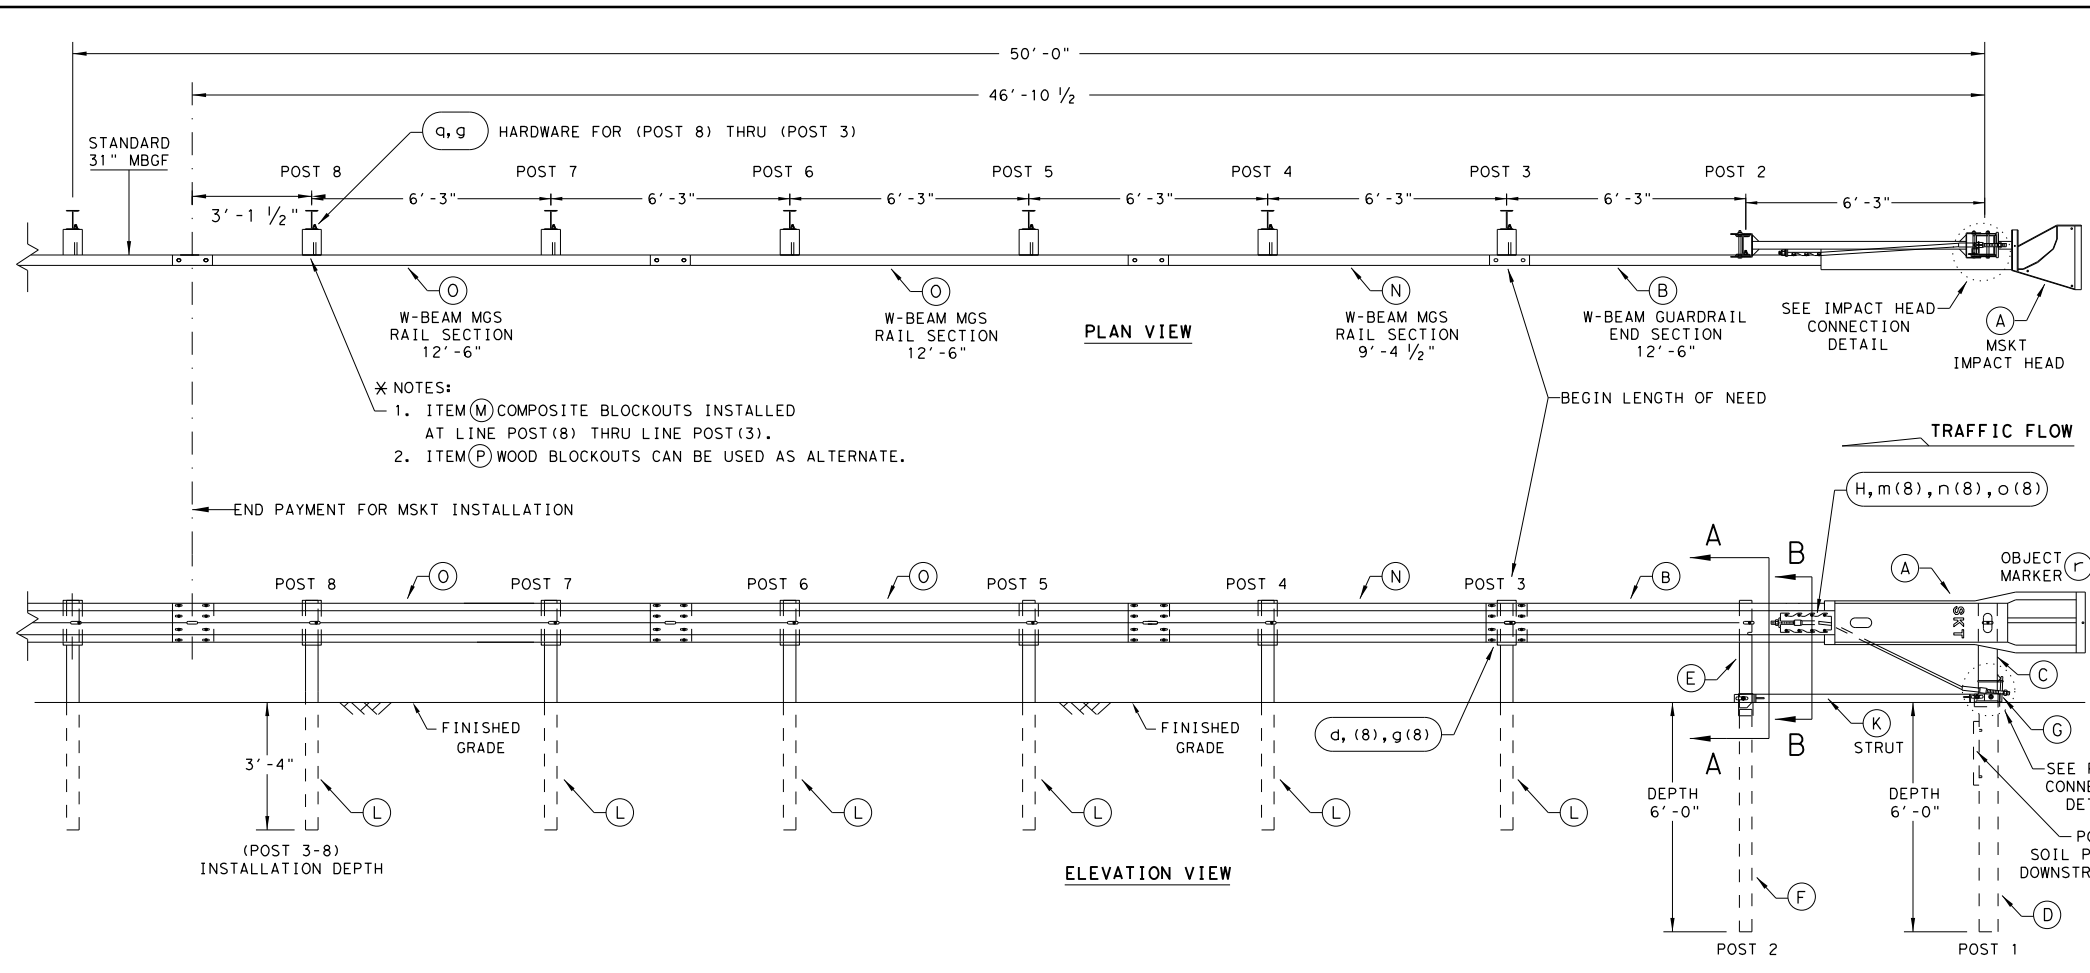 50'-0"
46'-10 1/2
STANDARD
31" MBGF
q,g HARDWARE FOR (POST 8) THRU (POST 3)
POST 8
POST 7
POST 6
POST 5
POST 4
POST 3
POST 2
3'-1 1/2"
6'-3"
6'-3"
6'-3"
6'-3"
6'-3"
6'-3"
6'-3"
O
W-BEAM MGS
RAIL SECTION
12'-6"
O
W-BEAM MGS
RAIL SECTION
12'-6"
PLAN VIEW
N
W-BEAM MGS
RAIL SECTION
9'-4 1/2"
B
W-BEAM GUARDRAIL
END SECTION
12'-6"
SEE IMPACT HEAD
CONNECTION
DETAIL
A
MSKT
IMPACT HEAD
* NOTES:
1. ITEM M COMPOSITE BLOCKOUTS INSTALLED
AT LINE POST(8) THRU LINE POST(3).
2. ITEM P WOOD BLOCKOUTS CAN BE USED AS ALTERNATE.
BEGIN LENGTH OF NEED
TRAFFIC FLOW
END PAYMENT FOR MSKT INSTALLATION
H,m(8),n(8),o(8)
A
B
A
OBJECT
MARKER r
POST 8
O
POST 7
POST 6
O
POST 5
POST 4
N
POST 3
B
SKT
E
C
FINISHED
GRADE
FINISHED
GRADE
d,(8),g(8)
K
STRUT
G
A
B
3'-4"
L
L
L
L
L
L
DEPTH
6'-0"
DEPTH
6'-0"
SEE
CONNE
DET
PO
SOIL P
DOWNSTR
(POST 3-8)
INSTALLATION DEPTH
ELEVATION VIEW
F
D
POST 2
POST 1